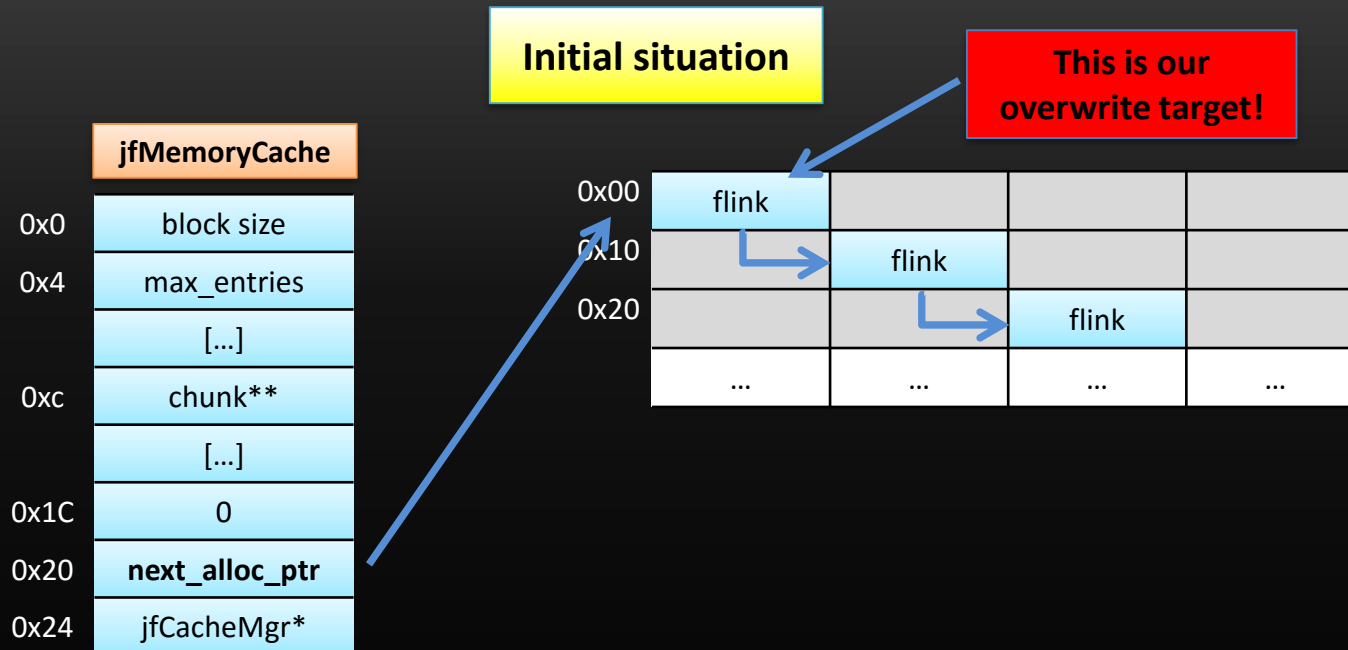 Initial situation
This is our
overwrite target!
jfMemoryCache
0x0 block size
0x4 max_entries
[…]
0xc chunk**
[…]
0x1C 0
0x20 next_alloc_ptr
0x24 jfCacheMgr*
0x00 flink
0x10 flink
0x20 flink
... ... ... ...